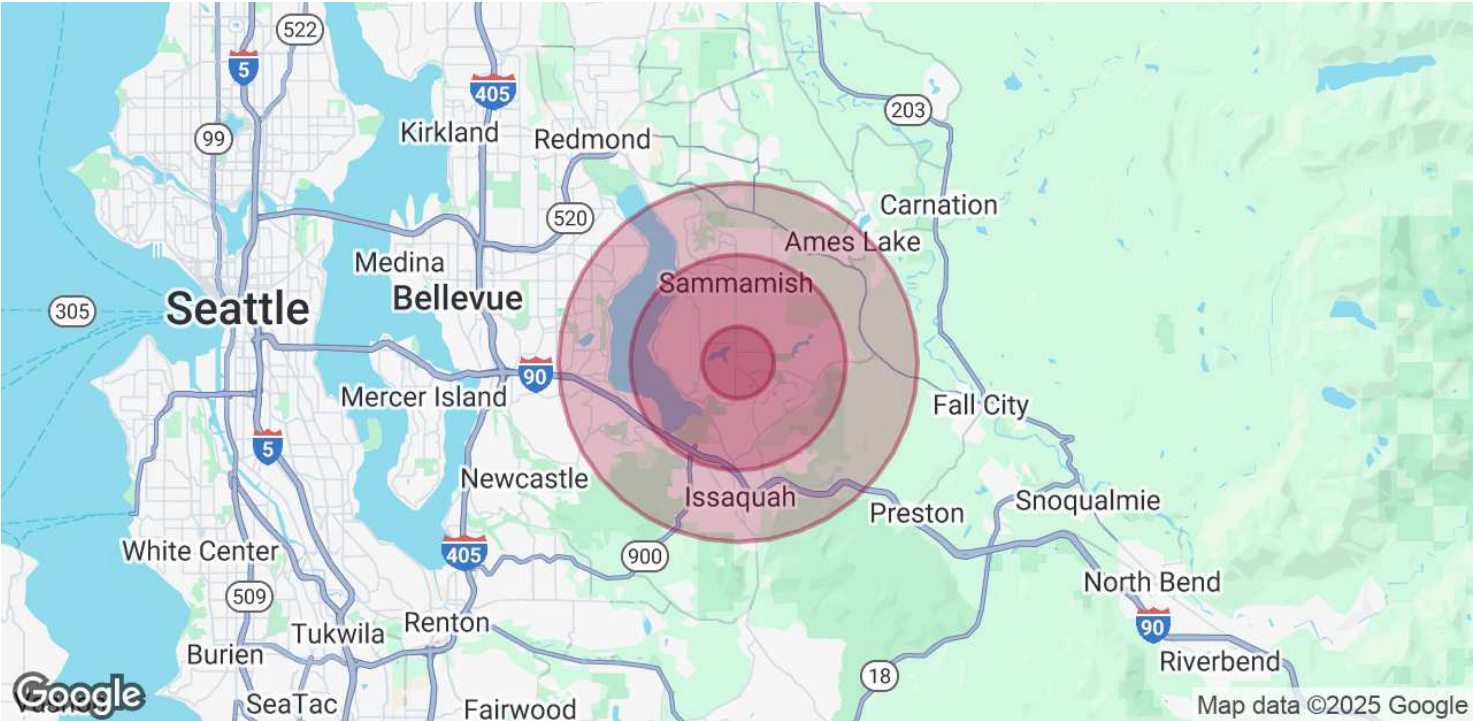 522
5
405
203
99
Kirkland
Redmond
Carnation
520
Ames Lake
Medina
Sammamish
Bellevue
Seattle
305
90
Mercer Island
Fall City
5
Newcastle
Issaquah
Snoqualmie
Preston
White Center
405
900
North Bend
509
Renton
90
Tukwila
Burien
Riverbend
18
Google
SeaTac
Fairwood
Map data ©2025 Google